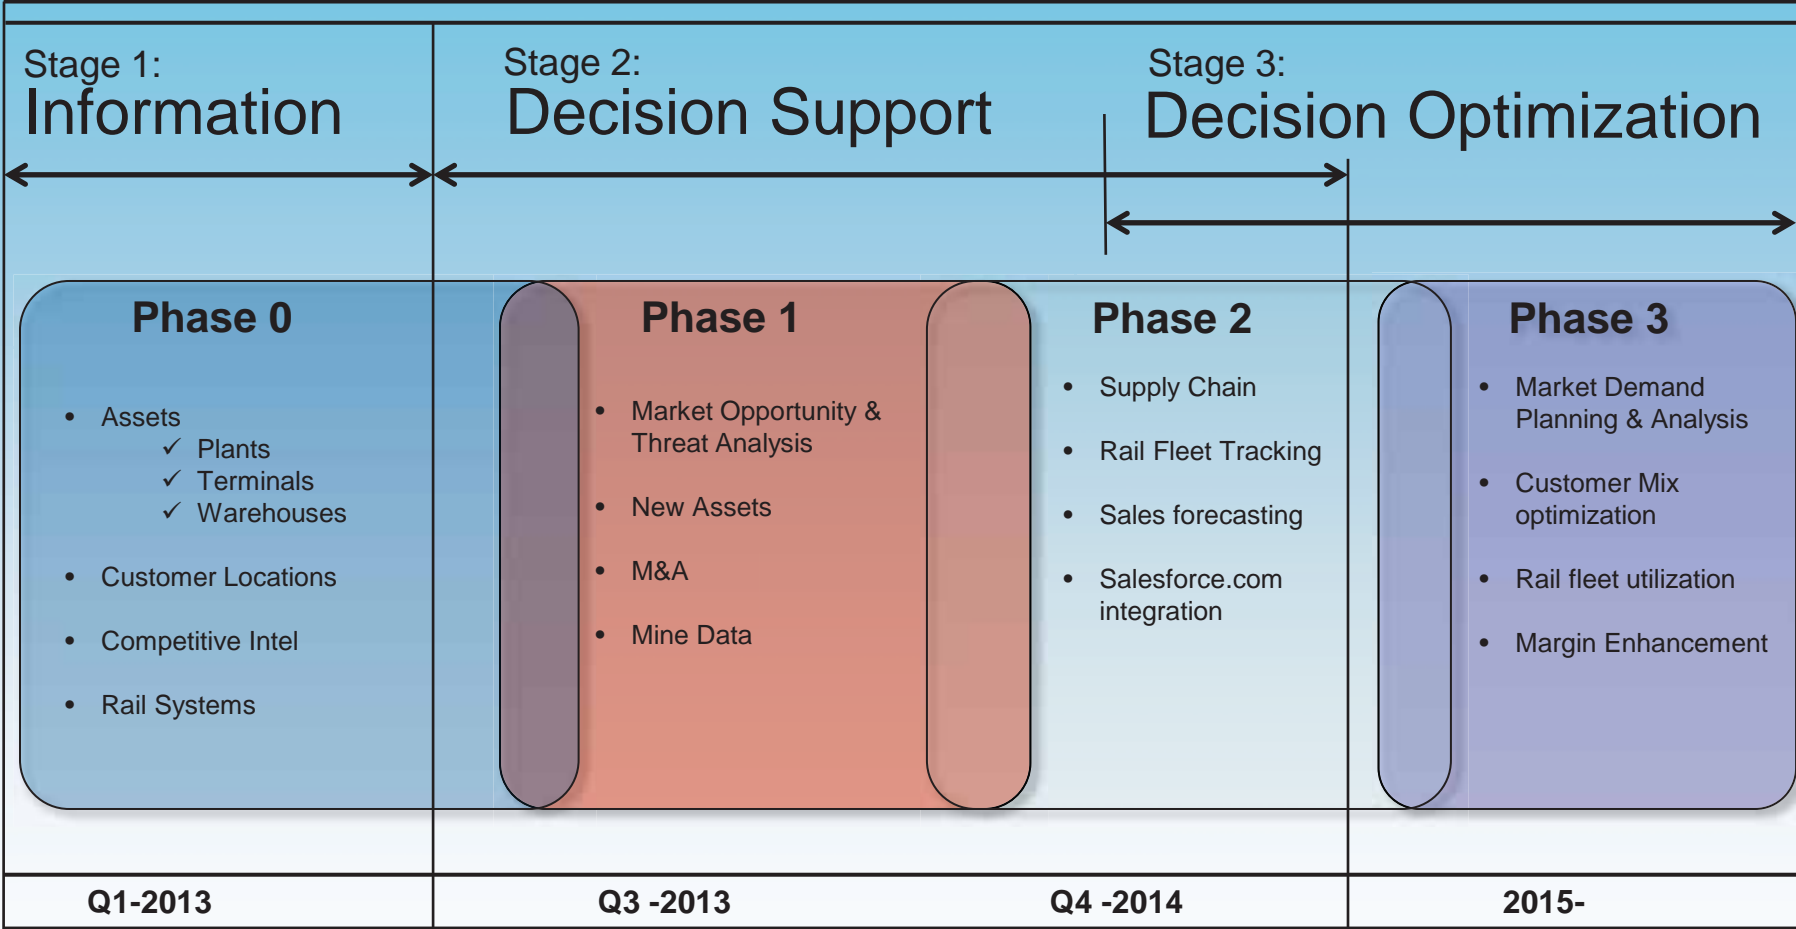 Stage 1:
Information
Stage 2:
Decision Support
Stage 3:
Decision Optimization
Phase 0
• Assets
✓ Plants
✓ Terminals
✓ Warehouses
• Customer Locations
• Competitive Intel
• Rail Systems
Phase 1
• Market Opportunity &
Threat Analysis
• New Assets
• M&A
• Mine Data
Phase 2
• Supply Chain
• Rail Fleet Tracking
• Sales forecasting
• Salesforce.com
integration
Phase 3
• Market Demand
Planning & Analysis
• Customer Mix
optimization
• Rail fleet utilization
• Margin Enhancement
Q1-2013
Q3 -2013
Q4 -2014
2015-